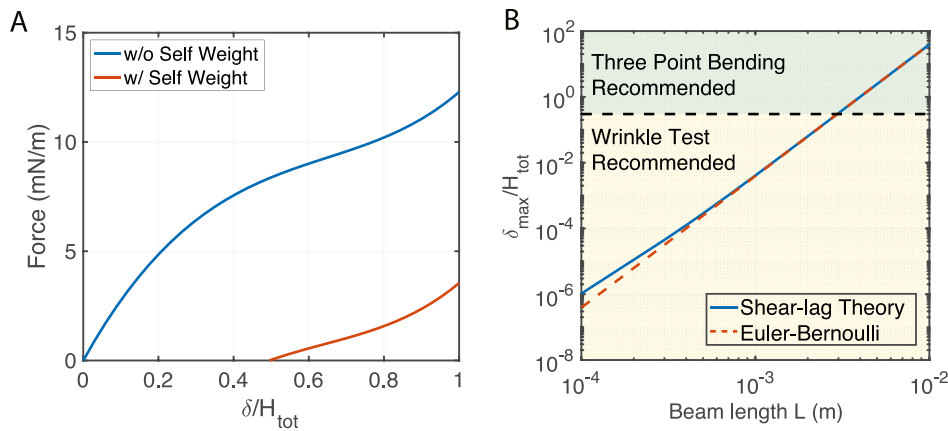 A
15
10
5
0
Force (mN/m)
w/o Self Weight
w/ Self Weight
0 0.2 0.4 0.6 0.8 1
δ/H_tot
B
10^2
10^0
10^-2
10^-4
10^-6
10^-8
δ_max/H_tot
Three Point Bending
Recommended
Wrinkle Test
Recommended
Shear-lag Theory
Euler-Bernoulli
10^-4 10^-3 10^-2
Beam length L (m)